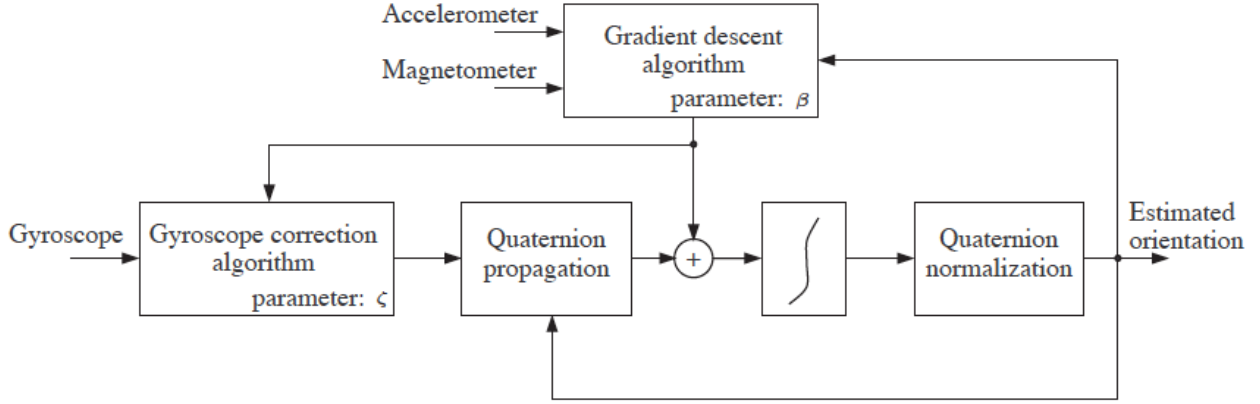 Accelerometer
Magnetometer
Gradient descent
algorithm
parameter: β
Gyroscope
Gyroscope correction
algorithm
parameter: ζ
Quaternion
propagation
+
∫
Quaternion
normalization
Estimated
orientation